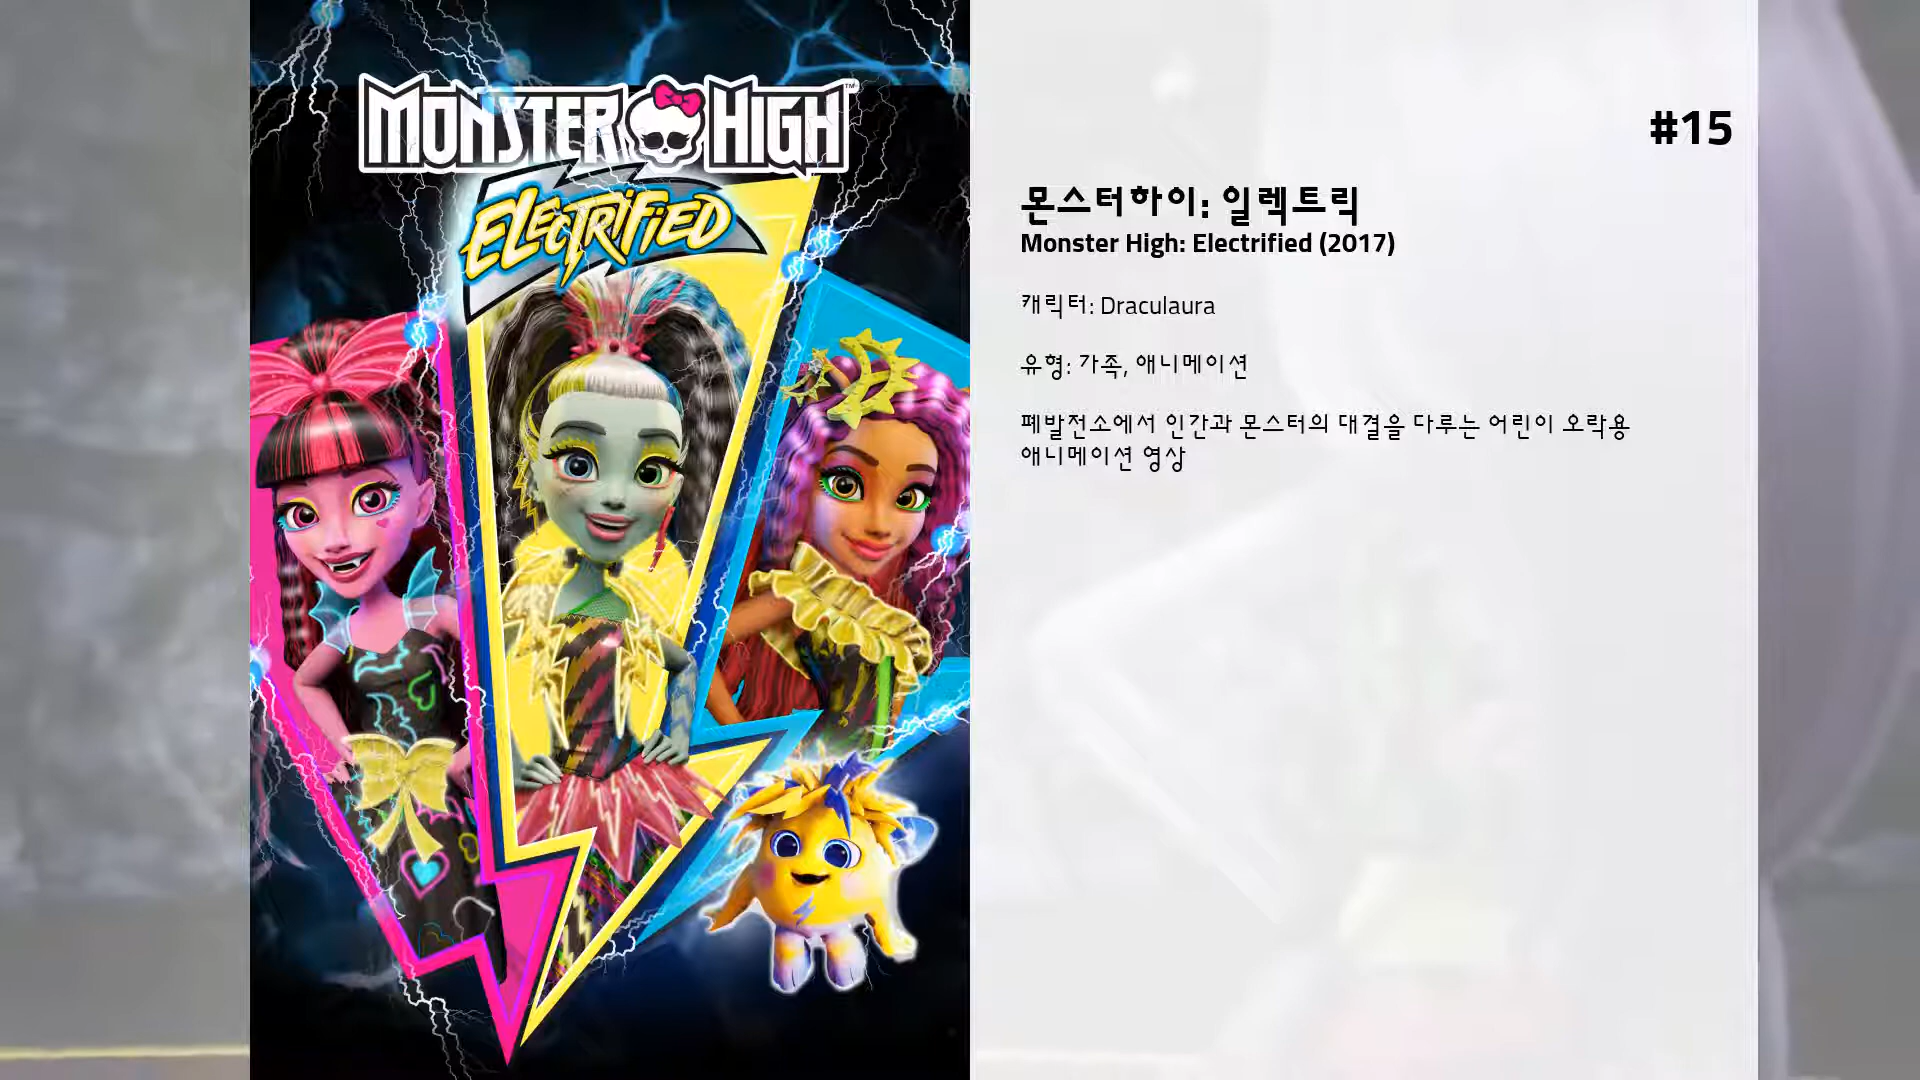 MONSTER HIGH™
ELECTRIFIED
#15
몬스터하이: 일렉트릭
Monster High: Electrified (2017)
캐릭터: Draculaura
유형: 가족, 애니메이션
폐발전소에서 인간과 몬스터의 대결을 다루는 어린이 오락용
애니메이션 영상